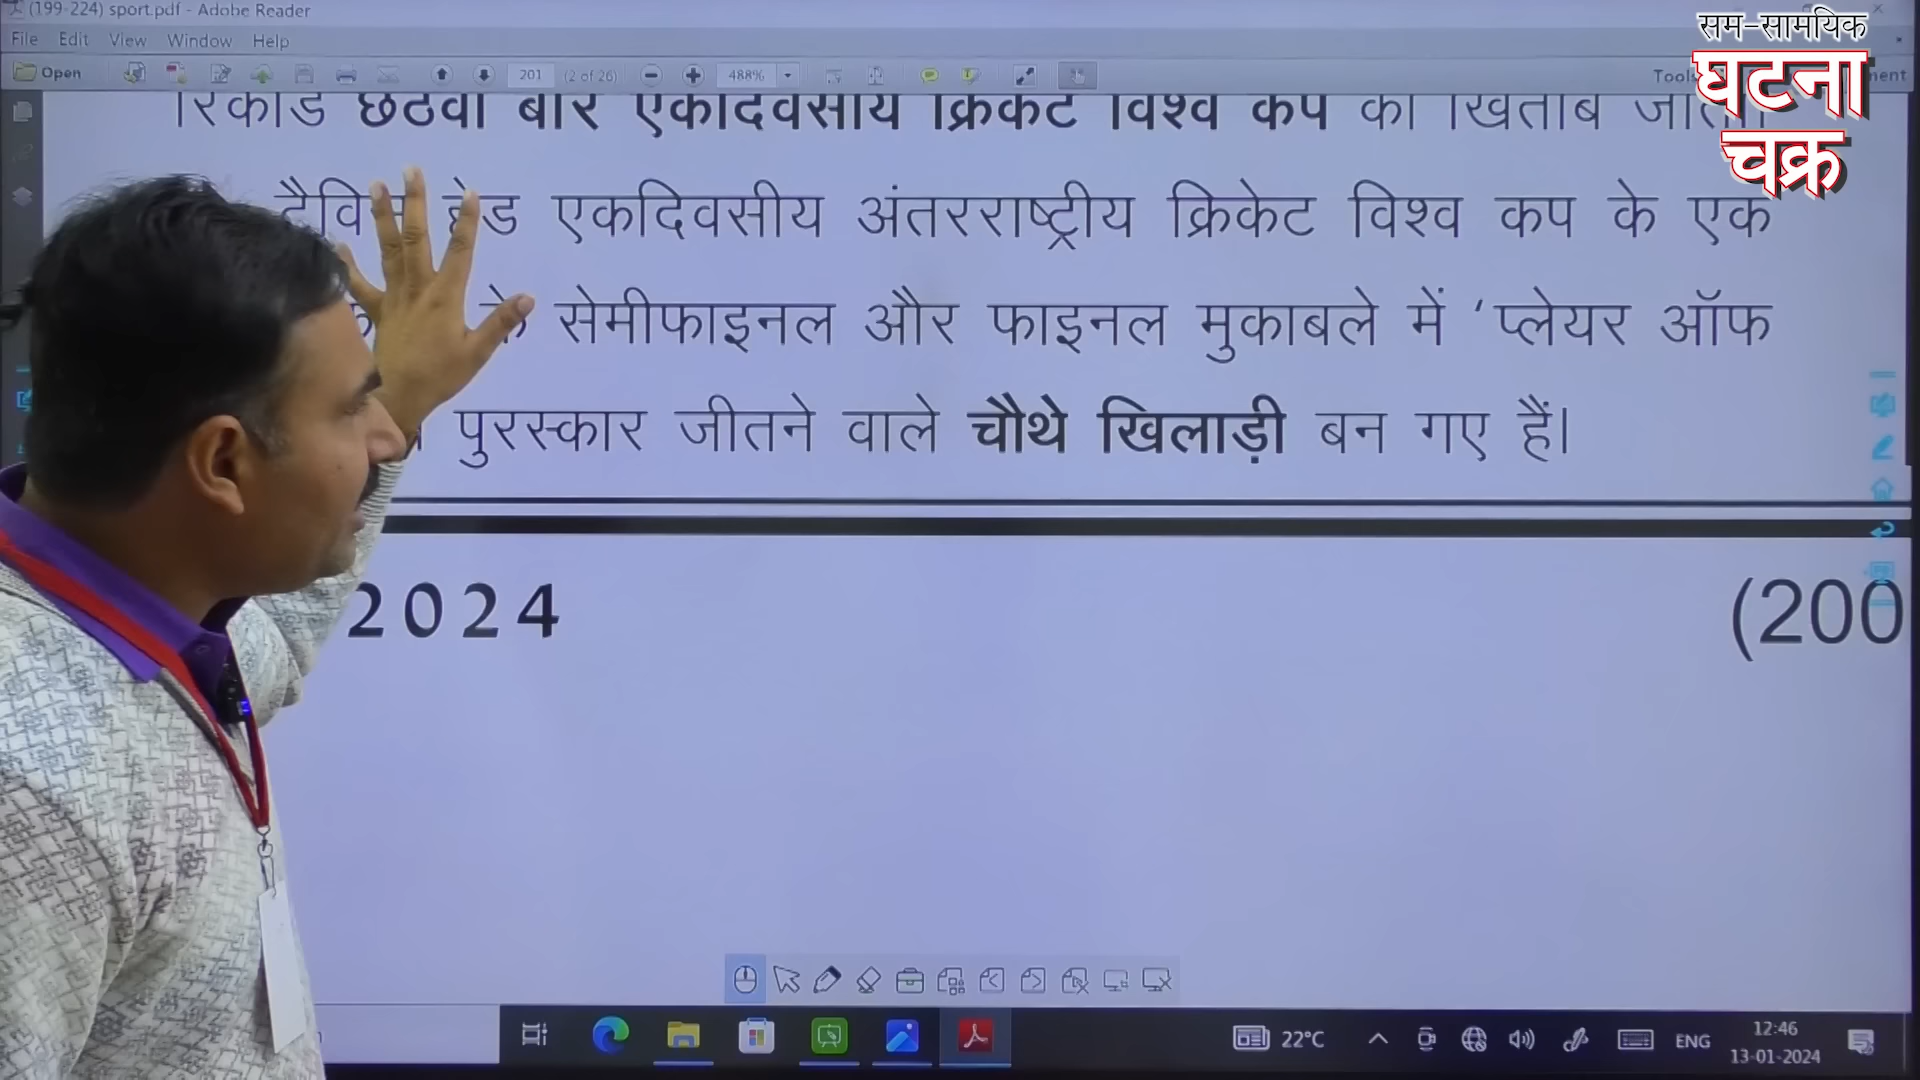 (199-224) sport.pdf - Adobe Reader
File Edit View Window Help
Open 201 (2 of 26) 488% Tools
सम-सामयिक
घटना
चक्र
रिकॉर्ड छठवीं बार एकदिवसीय क्रिकेट विश्व कप का खिताब
हेड एकदिवसीय अंतरराष्ट्रीय क्रिकेट विश्व कप के एक
के सेमीफाइनल और फाइनल मुकाबले में ‘प्लेयर ऑफ
पुरस्कार जीतने वाले चौथे खिलाड़ी बन गए हैं।
2024 (200
22°C ENG 12:46
13-01-2024